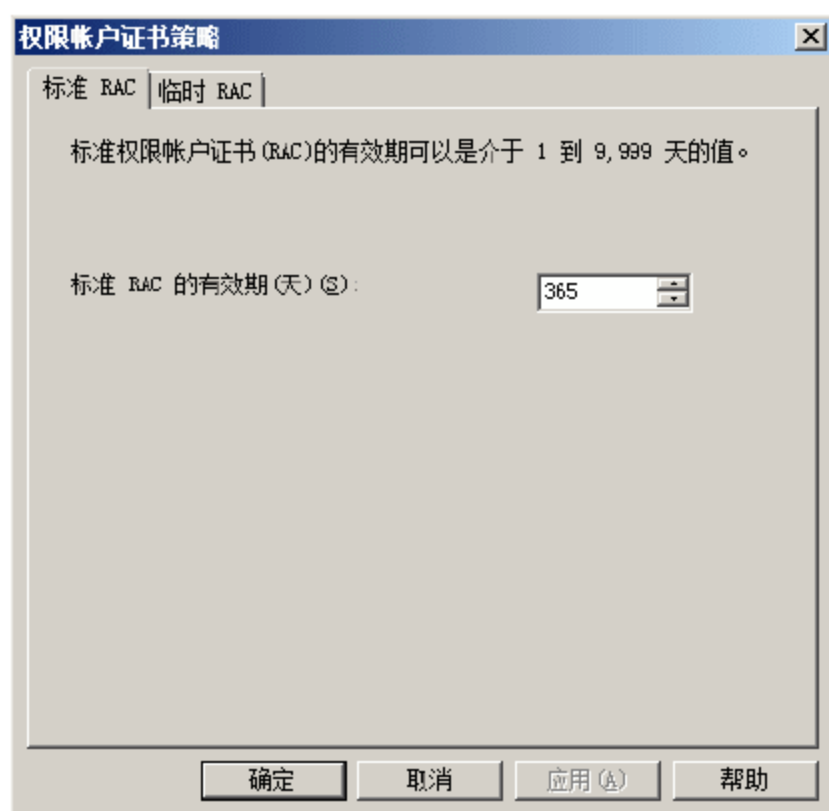 权限帐户证书策略
标准 RAC 临时 RAC
标准权限帐户证书(RAC)的有效期可以是介于 1 到 9,999 天的值。
标准 RAC 的有效期(天)(S): 365
确定 取消 应用(A) 帮助